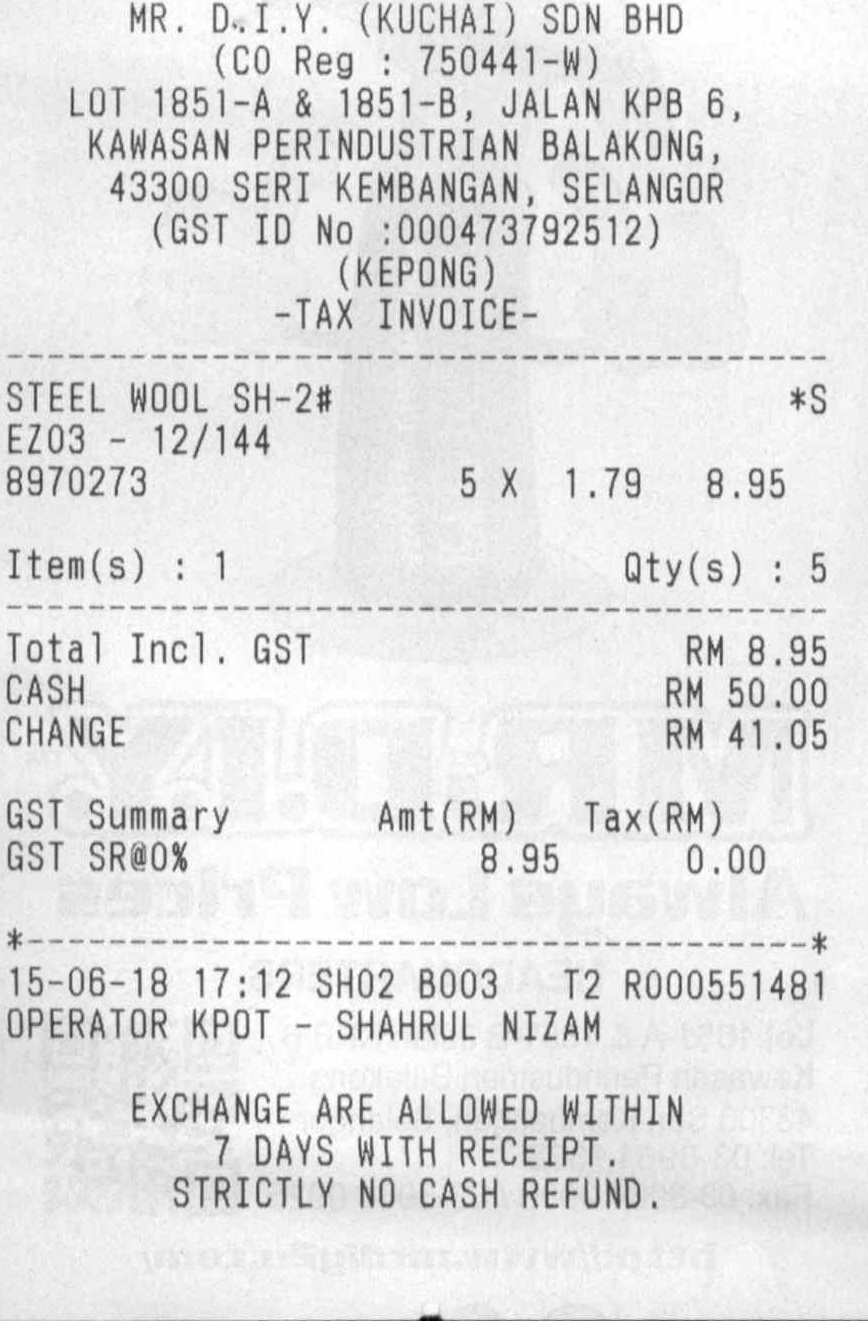 MR. D.I.Y. (KUCHAI) SDN BHD
(CO Reg : 750441-W)
LOT 1851-A & 1851-B, JALAN KPB 6,
KAWASAN PERINDUSTRIAN BALAKONG,
43300 SERI KEMBANGAN, SELANGOR
(GST ID No :000473792512)
(KEPONG)
-TAX INVOICE-
STEEL WOOL SH-2# *S
EZ03 - 12/144
8970273 5 X 1.79 8.95
Item(s) : 1 Qty(s) : 5
Total Incl. GST RM 8.95
CASH RM 50.00
CHANGE RM 41.05
GST Summary Amt(RM) Tax(RM)
GST SR@0% 8.95 0.00
*--------------------------------------*
15-06-18 17:12 SH02 B003 T2 R000551481
OPERATOR KPOT - SHAHRUL NIZAM
EXCHANGE ARE ALLOWED WITHIN
7 DAYS WITH RECEIPT.
STRICTLY NO CASH REFUND.